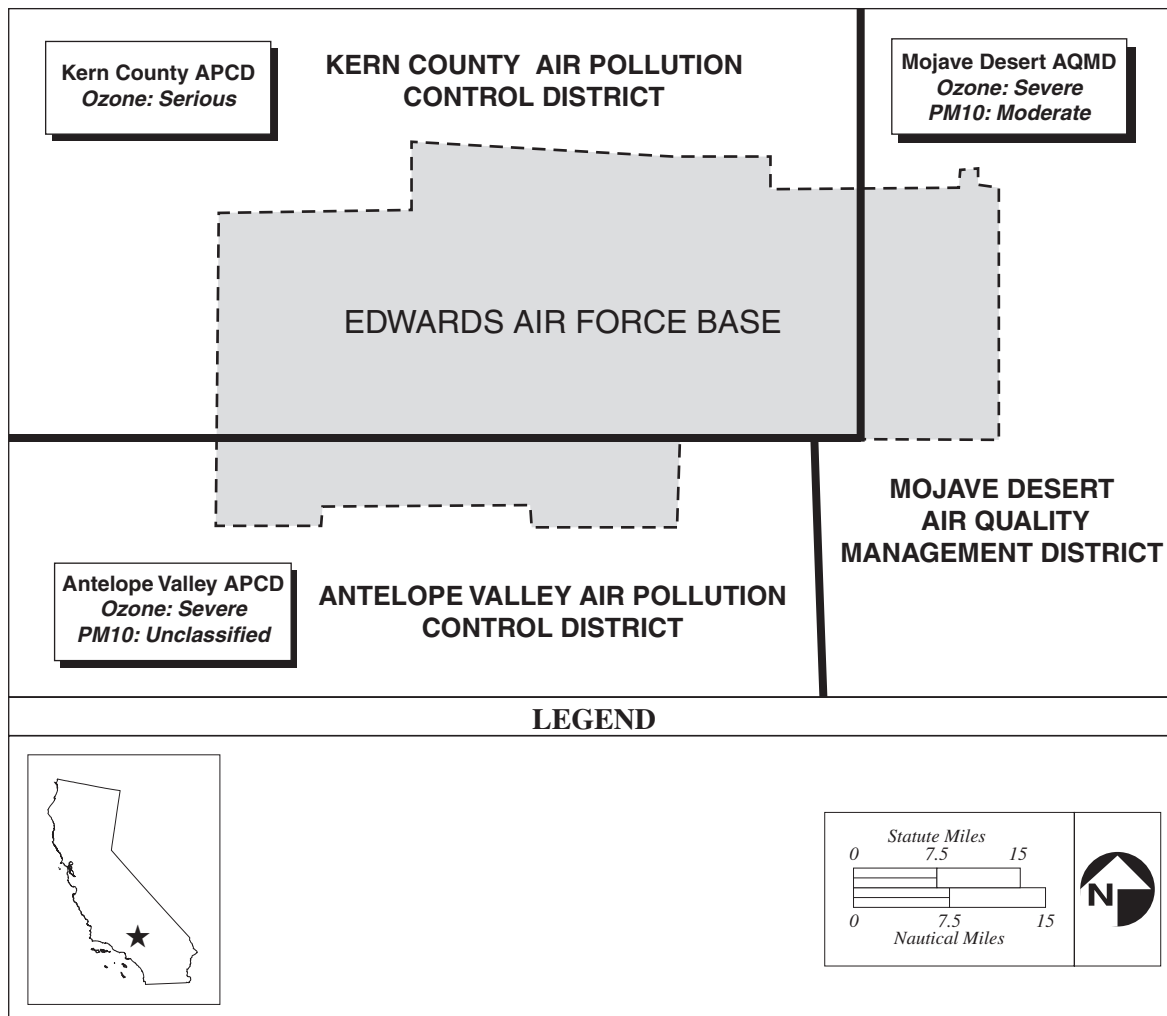 Kern County APCD
Ozone: Serious
KERN COUNTY AIR POLLUTION
CONTROL DISTRICT
Mojave Desert AQMD
Ozone: Severe
PM10: Moderate
EDWARDS AIR FORCE BASE
MOJAVE DESERT
AIR QUALITY
MANAGEMENT DISTRICT
Antelope Valley APCD
Ozone: Severe
PM10: Unclassified
ANTELOPE VALLEY AIR POLLUTION
CONTROL DISTRICT
LEGEND
Statute Miles
0 7.5 15
0 7.5 15
Nautical Miles
N